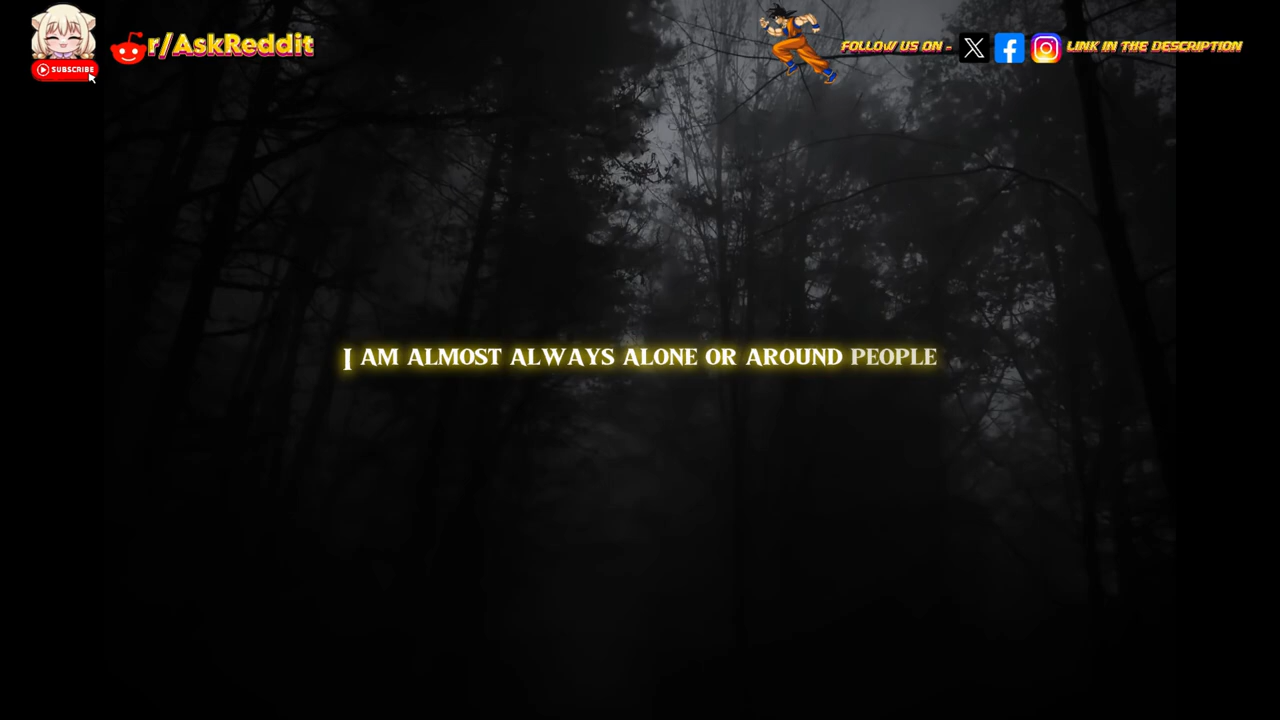 r/AskReddit
SUBSCRIBE
FOLLOW US ON -
LINK IN THE DESCRIPTION
I AM ALMOST ALWAYS ALONE OR AROUND PEOPLE